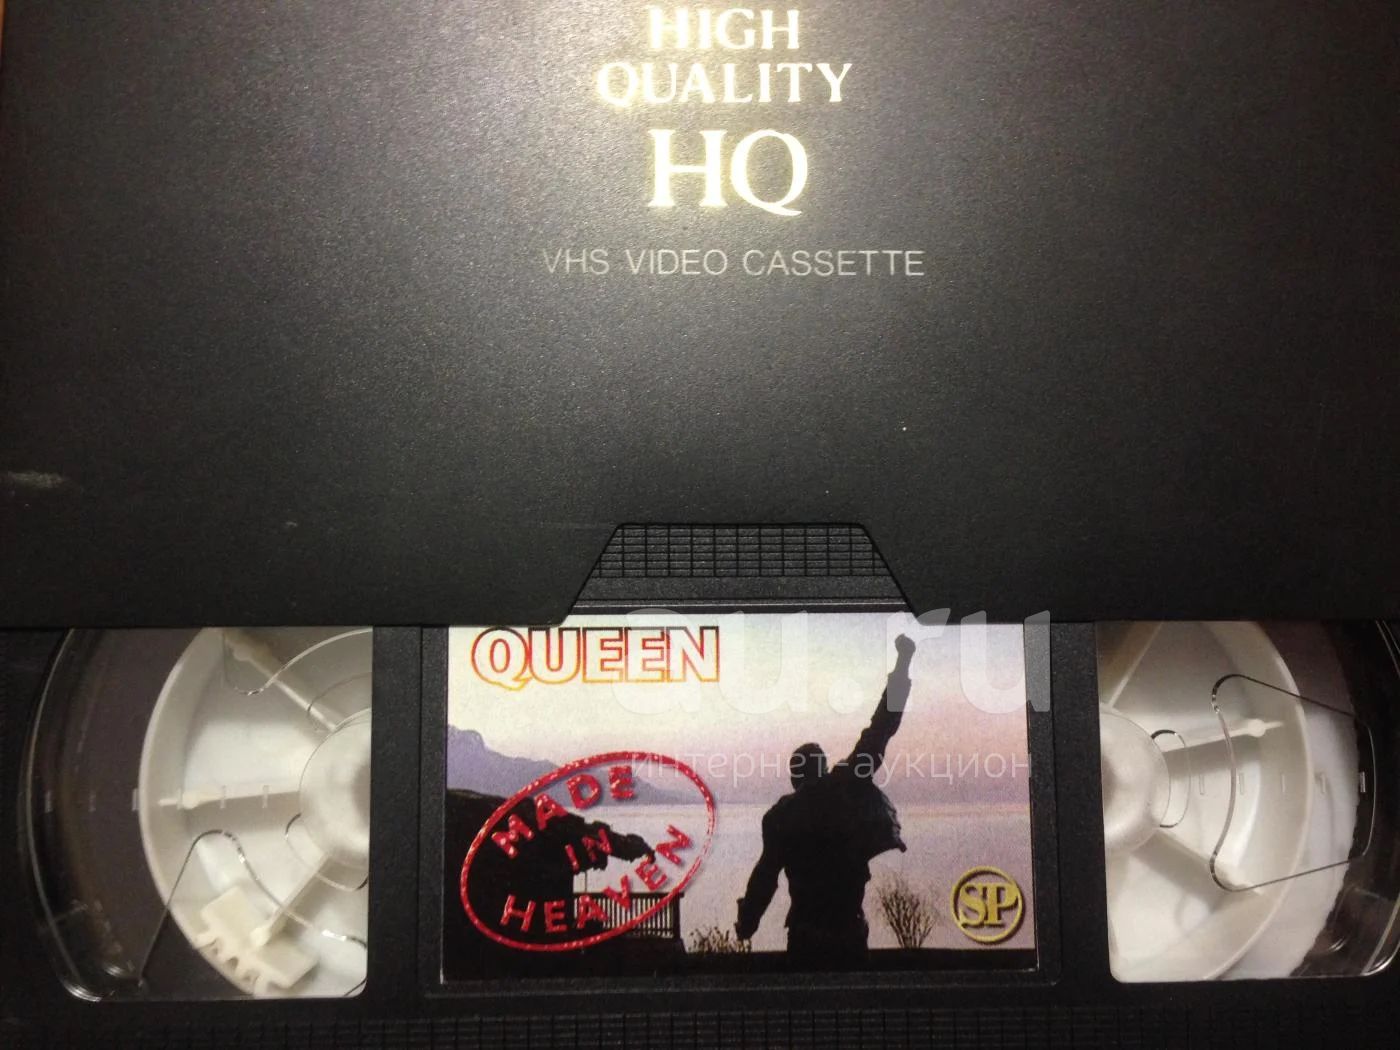 HIGH
QUALITY
HQ
VHS VIDEO CASSETTE
au.ru
интернет-аукцион
QUEEN
MADE
IN
HEAVEN
SP